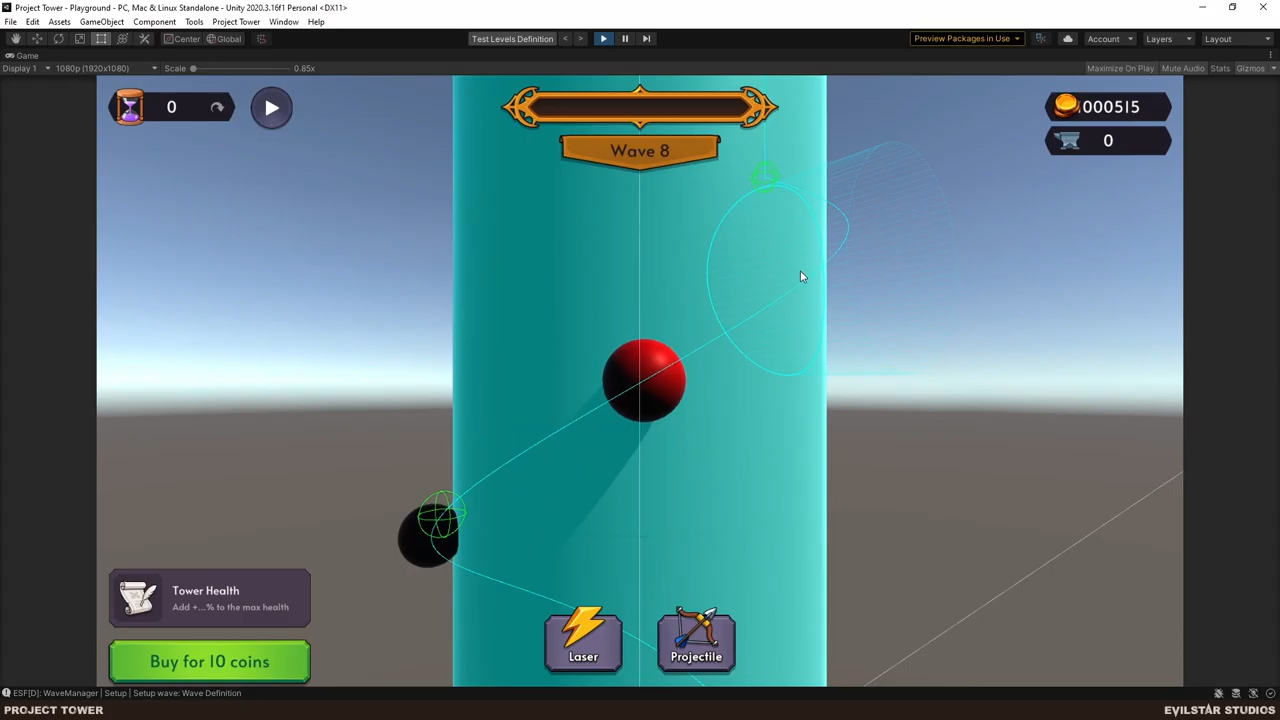 Project Tower - Playground - PC, Mac & Linux Standalone - Unity 2020.3.16f1 Personal <DX11>
File Edit Assets GameObject Component Tools Project Tower Window Help
Center Global Test Levels Definition < > Preview Packages in Use Account Layers Layout
Game
Display 1 1080p (1920x1080) Scale 0.85x Maximize On Play Mute Audio Stats Gizmos
0 000515
Wave 8 0
Tower Health
Add +...% to the max health
Buy for 10 coins
Laser Projectile
ESF[D]: WaveManager | Setup | Setup wave: Wave Definition
PROJECT TOWER EVILSTAR STUDIOS